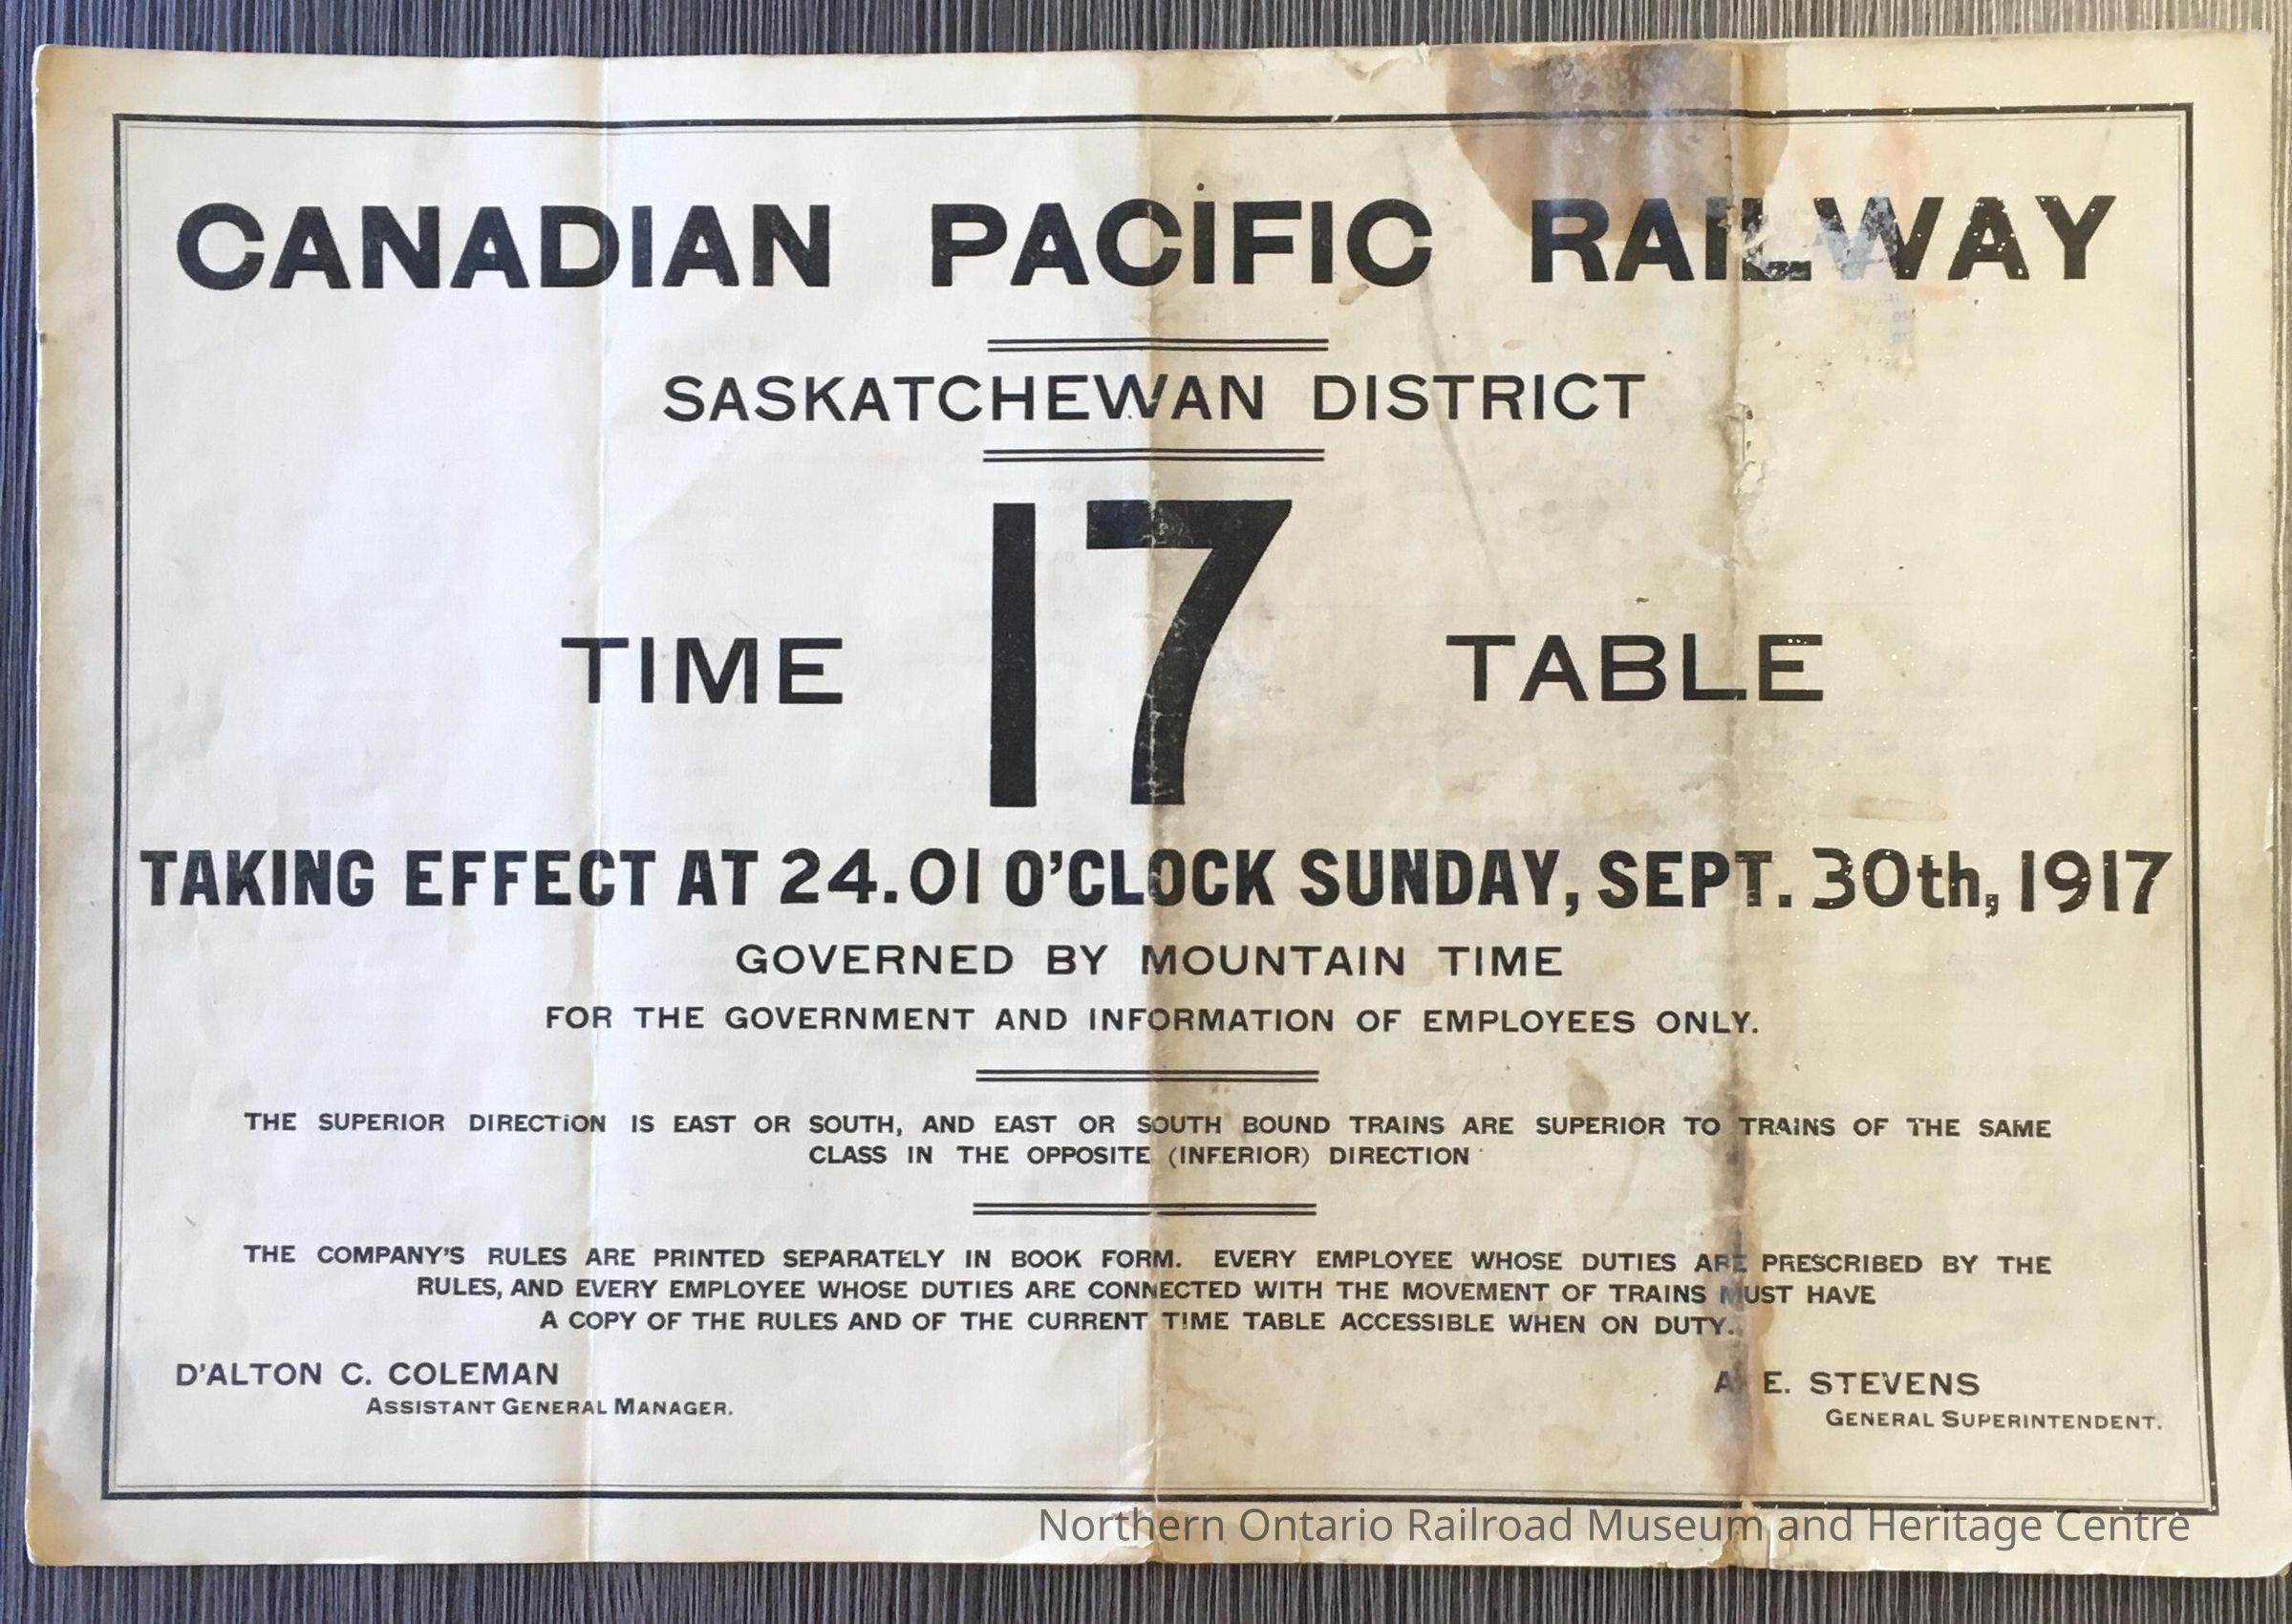 CANADIAN PACIFIC RAILWAY
SASKATCHEWAN DISTRICT
TIME 17 TABLE
TAKING EFFECT AT 24.01 O'CLOCK SUNDAY, SEPT. 30th, 1917
GOVERNED BY MOUNTAIN TIME
FOR THE GOVERNMENT AND INFORMATION OF EMPLOYEES ONLY.
THE SUPERIOR DIRECTION IS EAST OR SOUTH, AND EAST OR SOUTH BOUND TRAINS ARE SUPERIOR TO TRAINS OF THE SAME
CLASS IN THE OPPOSITE (INFERIOR) DIRECTION
THE COMPANY'S RULES ARE PRINTED SEPARATELY IN BOOK FORM. EVERY EMPLOYEE WHOSE DUTIES ARE PRESCRIBED BY THE
RULES, AND EVERY EMPLOYEE WHOSE DUTIES ARE CONNECTED WITH THE MOVEMENT OF TRAINS MUST HAVE
A COPY OF THE RULES AND OF THE CURRENT TIME TABLE ACCESSIBLE WHEN ON DUTY.
D'ALTON C. COLEMAN
ASSISTANT GENERAL MANAGER.
A. E. STEVENS
GENERAL SUPERINTENDENT.
Northern Ontario Railroad Museum and Heritage Centre